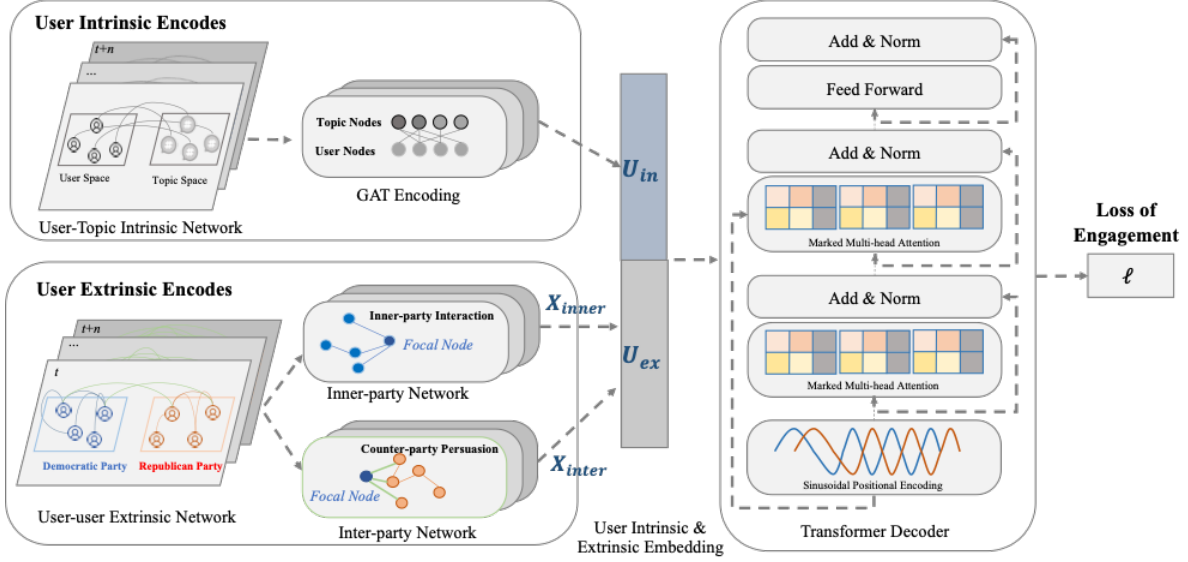 User Intrinsic Encodes
t+n
...
t
User Space
Topic Space
User-Topic Intrinsic Network
Topic Nodes
User Nodes
GAT Encoding
User Extrinsic Encodes
t+n
...
t
Democratic Party
Republican Party
User-user Extrinsic Network
Inner-party Interaction
Focal Node
Inner-party Network
Counter-party Persuasion
Focal Node
Inter-party Network
X_inner
X_inter
U_in
U_ex
User Intrinsic &
Extrinsic Embedding
Add & Norm
Feed Forward
Add & Norm
Marked Multi-head Attention
Add & Norm
Marked Multi-head Attention
Sinusoidal Positional Encoding
Transformer Decoder
Loss of
Engagement
ℓ